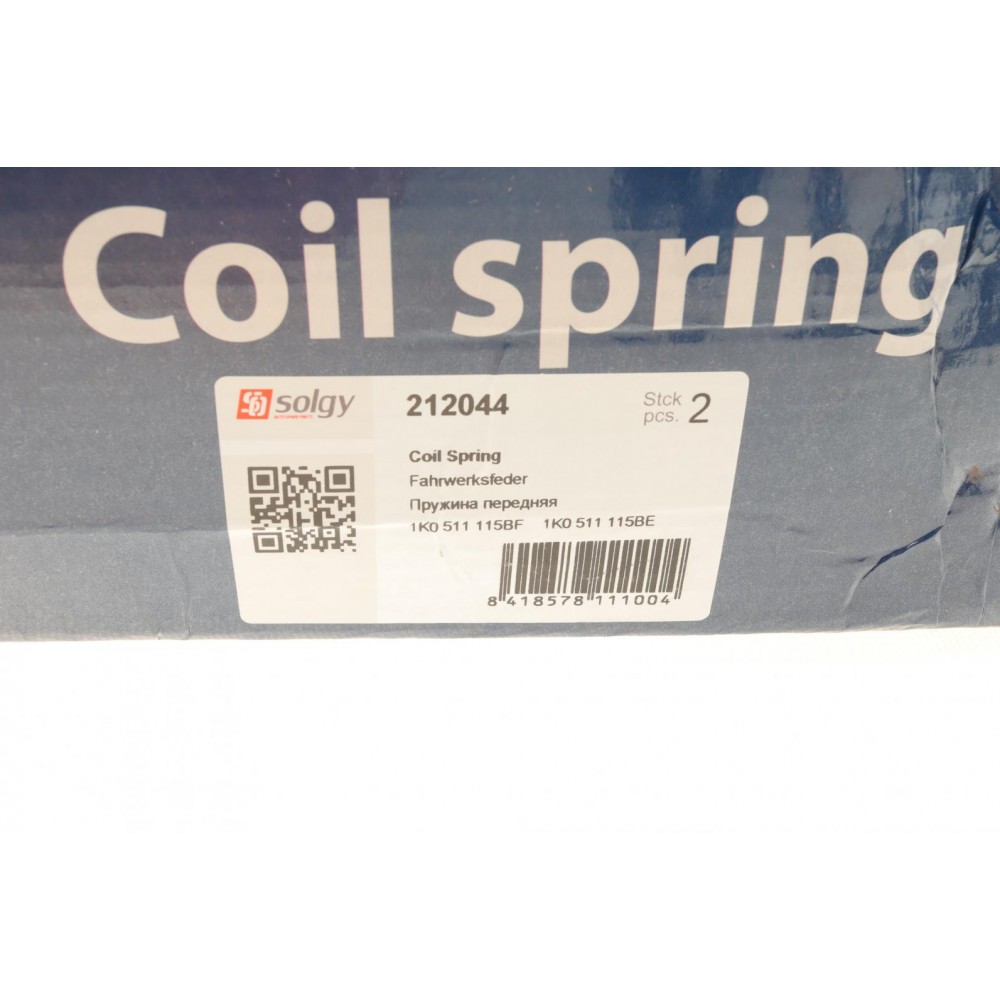 Coil spring
solgy
212044
Stck
pcs. 2
Coil Spring
Fahrwerksfeder
Пружина передняя
1K0 511 115BF 1K0 511 115BE
8 418578 111004